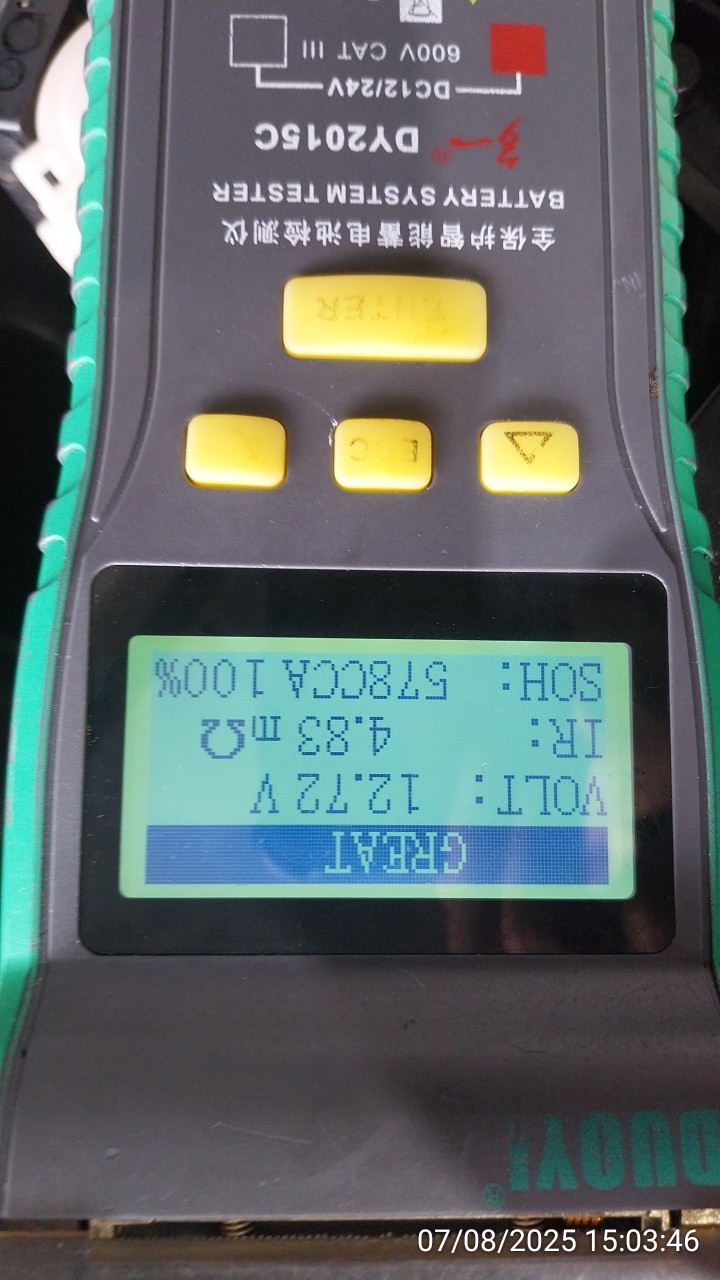 DUOYI®
GREAT
VOLT: 12.72 V
IR: 4.83 mΩ
SOH: 578CCA 100%
ESC
ENTER
全保护智能蓄电池检测仪
BATTERY SYSTEM TESTER
DY2015C
DC12/24V
600V CAT III
07/08/2025 15:03:46